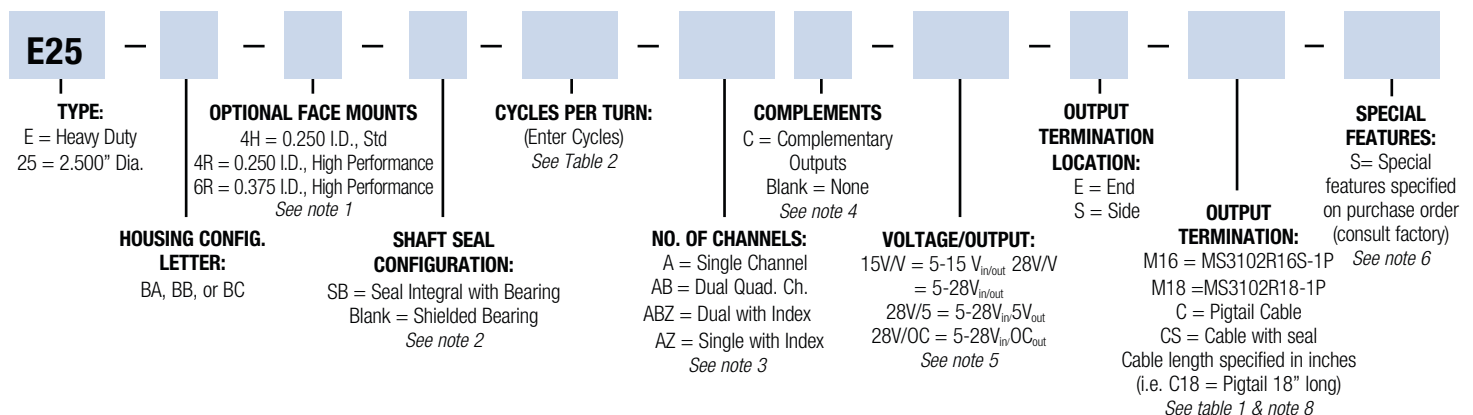 E25 – – – – – – – – – –
TYPE:
E = Heavy Duty
25 = 2.500” Dia.
HOUSING CONFIG.
LETTER:
BA, BB, or BC
OPTIONAL FACE MOUNTS
4H = 0.250 I.D., Std
4R = 0.250 I.D., High Performance
6R = 0.375 I.D., High Performance
See note 1
SHAFT SEAL
CONFIGURATION:
SB = Seal Integral with Bearing
Blank = Shielded Bearing
See note 2
CYCLES PER TURN:
(Enter Cycles)
See Table 2
NO. OF CHANNELS:
A = Single Channel
AB = Dual Quad. Ch.
ABZ = Dual with Index
AZ = Single with Index
See note 3
COMPLEMENTS
C = Complementary
Outputs
Blank = None
See note 4
VOLTAGE/OUTPUT:
15V/V = 5-15 Vin/out 28V/V
= 5-28Vin/out
28V/5 = 5-28Vin/5Vout
28V/OC = 5-28Vin/OCout
See note 5
OUTPUT
TERMINATION
LOCATION:
E = End
S = Side
OUTPUT
TERMINATION:
M16 = MS3102R16S-1P
M18 =MS3102R18-1P
C = Pigtail Cable
CS = Cable with seal
Cable length specified in inches
(i.e. C18 = Pigtail 18” long)
See table 1 & note 8
SPECIAL
FEATURES:
S= Special
features specified
on purchase order
(consult factory)
See note 6